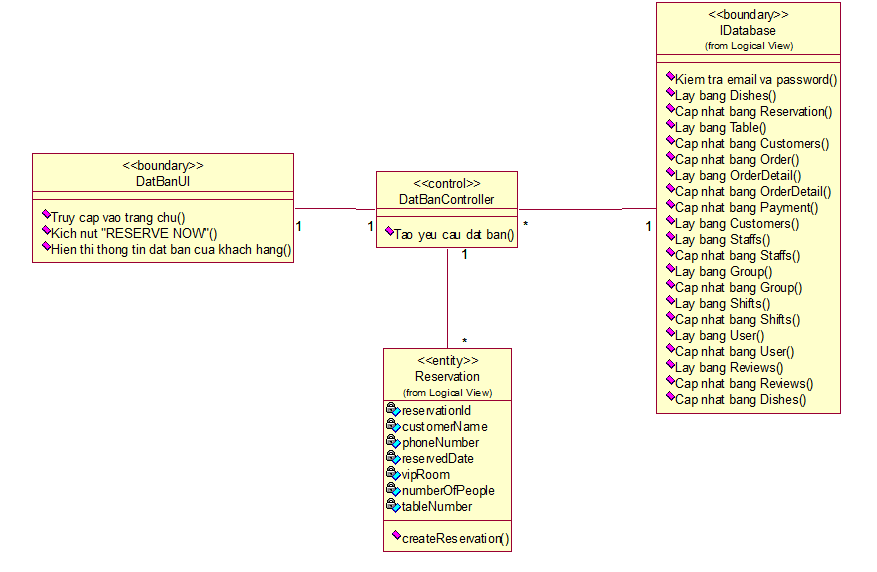 <<boundary>>
DatBanUI
Truy cap vao trang chu()
Kich nut "RESERVE NOW"()
Hien thi thong tin dat ban cua khach hang()
1
1
<<control>>
DatBanController
Tao yeu cau dat ban()
1
*
*
1
<<entity>>
Reservation
(from Logical View)
reservationId
customerName
phoneNumber
reservedDate
vipRoom
numberOfPeople
tableNumber
createReservation()
<<boundary>>
IDatabase
(from Logical View)
Kiem tra email va password()
Lay bang Dishes()
Cap nhat bang Reservation()
Lay bang Table()
Cap nhat bang Customers()
Cap nhat bang Order()
Lay bang OrderDetail()
Cap nhat bang OrderDetail()
Cap nhat bang Payment()
Lay bang Customers()
Lay bang Staffs()
Cap nhat bang Staffs()
Lay bang Group()
Cap nhat bang Group()
Lay bang Shifts()
Cap nhat bang Shifts()
Lay bang User()
Cap nhat bang User()
Lay bang Reviews()
Cap nhat bang Reviews()
Cap nhat bang Dishes()